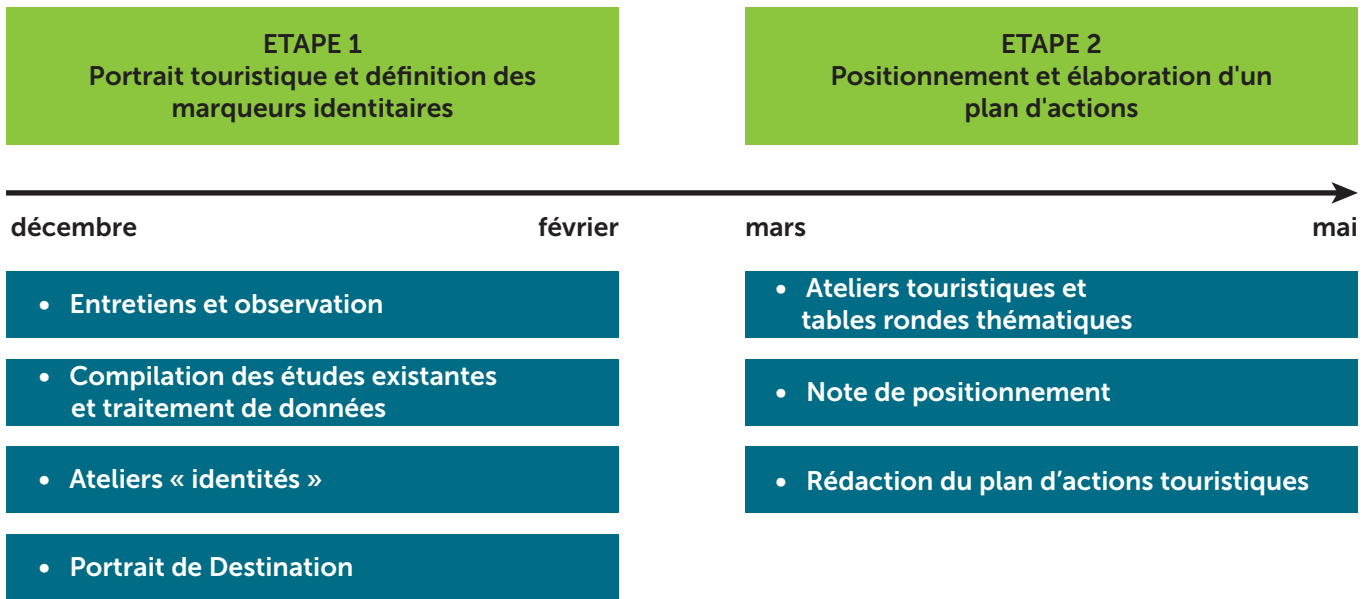 ETAPE 1
Portrait touristique et définition des
marqueurs identitaires
ETAPE 2
Positionnement et élaboration d'un
plan d'actions
décembre
février
mars
mai
• Entretiens et observation
• Compilation des études existantes
et traitement de données
• Ateliers « identités »
• Portrait de Destination
• Ateliers touristiques et
tables rondes thématiques
• Note de positionnement
• Rédaction du plan d’actions touristiques